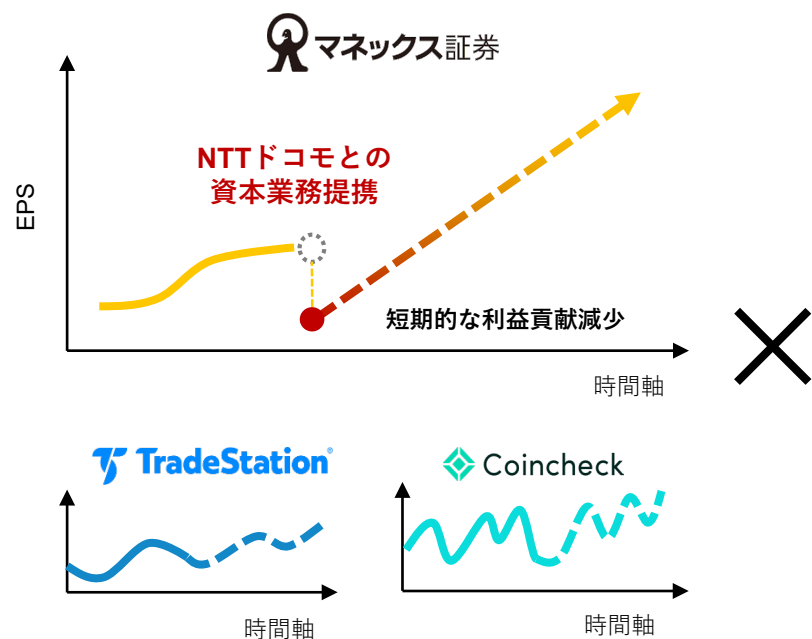 マネックス証券
NTTドコモとの
資本業務提携
EPS
短期的な利益貢献減少
時間軸
TradeStation®
Coincheck
時間軸
時間軸